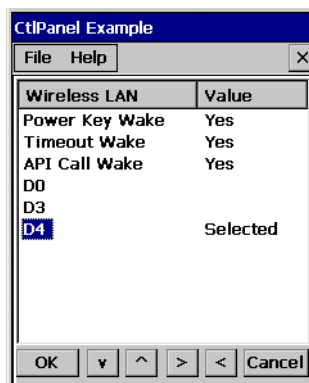 CtlPanel Example
File Help ×
Wireless LAN Value
Power Key Wake Yes
Timeout Wake Yes
API Call Wake Yes
D0
D3
D4 Selected
OK v ^ > < Cancel